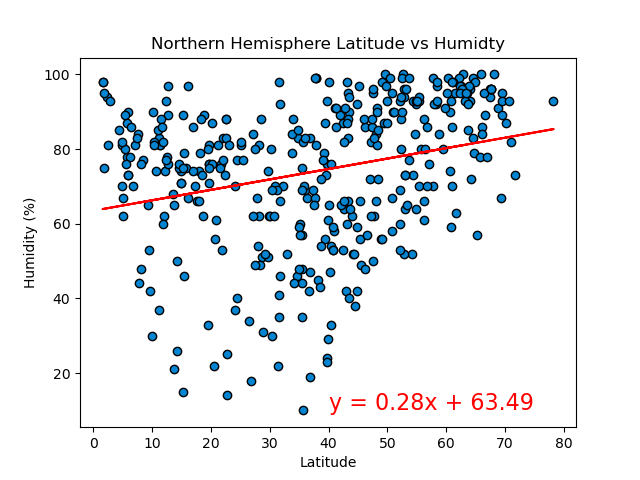 Northern Hemisphere Latitude vs Humidty
Humidity (%)
100
80
60
40
20
y = 0.28x + 63.49
0 10 20 30 40 50 60 70 80
Latitude